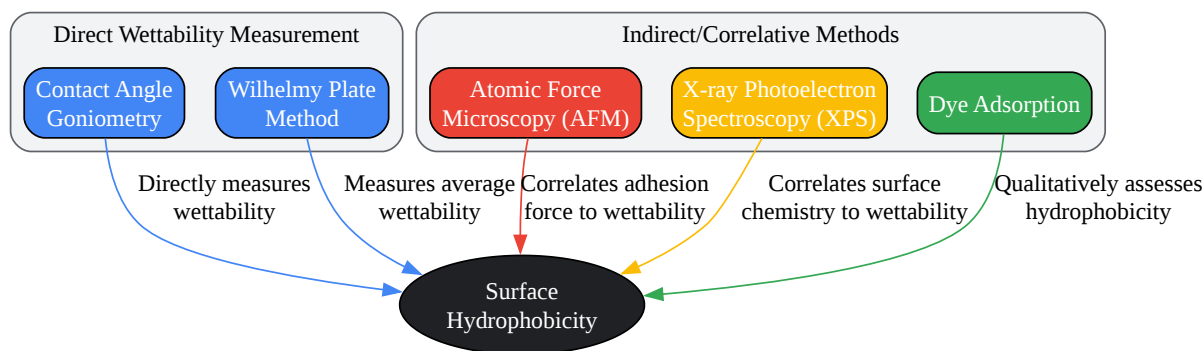 Direct Wettability Measurement
Indirect/Correlative Methods
Contact Angle
Goniometry
Wilhelmy Plate
Method
Atomic Force
Microscopy (AFM)
X-ray Photoelectron
Spectroscopy (XPS)
Dye Adsorption
Directly measures
wettability
Measures average
wettability
Correlates adhesion
force to wettability
Correlates surface
chemistry to wettability
Qualitatively assesses
hydrophobicity
Surface
Hydrophobicity